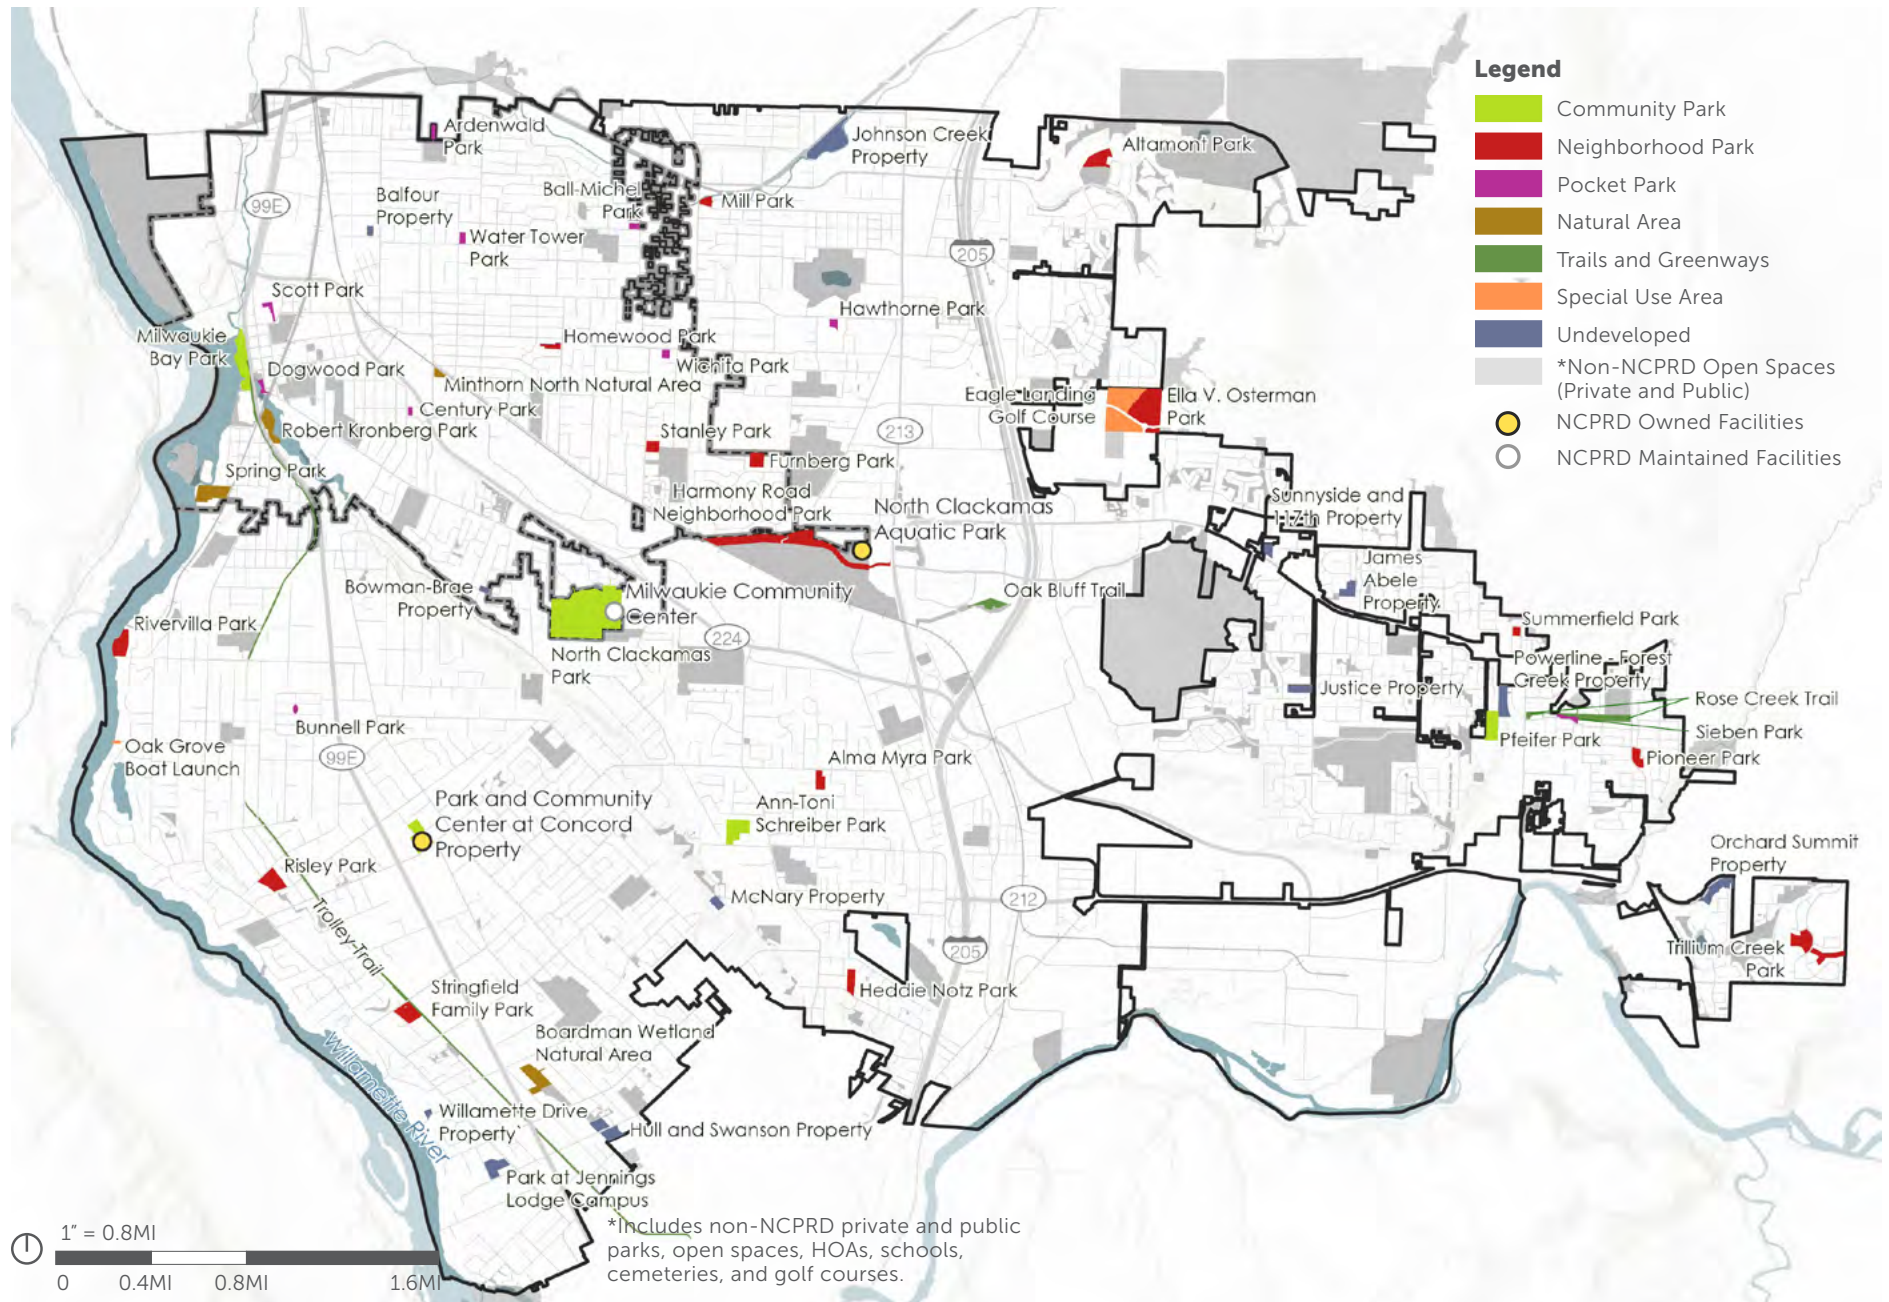 Legend
Community Park
Neighborhood Park
Pocket Park
Natural Area
Trails and Greenways
Special Use Area
Undeveloped
*Non-NCPRD Open Spaces
(Private and Public)
NCPRD Owned Facilities
NCPRD Maintained Facilities
Ardenwald
Park
Johnson Creek
Property
Altamont Park
99E
Balfour
Property
Ball-Michel
Park
Mill Park
Water Tower
Park
205
Scott Park
Hawthorne Park
Milwaukie
Bay Park
Homewood Park
Dogwood Park
Wichita Park
Minthorn North Natural Area
Century Park
Eagle Landing
Golf Course
Ella V. Osterman
Park
Robert Kronberg Park
Stanley Park
213
Furnberg Park
Spring Park
Harmony Road
Neighborhood Park
North Clackamas
Aquatic Park
Sunnyside and
117th Property
James
Abele
Property
Bowman-Brae
Property
Milwaukie Community
Center
Oak Bluff Trail
Rivervilla Park
224
Summerfield Park
North Clackamas
Park
Powerline - Forest
Creek Property
Justice Property
Rose Creek Trail
Bunnell Park
Sieben Park
Pfeifer Park
Oak Grove
Boat Launch
99E
Alma Myra Park
Pioneer Park
Park and Community
Center at Concord
Property
Ann-Toni
Schreiber Park
Orchard Summit
Property
Risley Park
McNary Property
212
Trolley-Trail
205
Trillium Creek
Park
Stringfield
Family Park
Heddie Notz Park
Boardman Wetland
Natural Area
Willamette River
Willamette Drive
Property
Hull and Swanson Property
Park at Jennings
Lodge Campus
1" = 0.8MI
0 0.4MI 0.8MI 1.6MI
*Includes non-NCPRD private and public
parks, open spaces, HOAs, schools,
cemeteries, and golf courses.